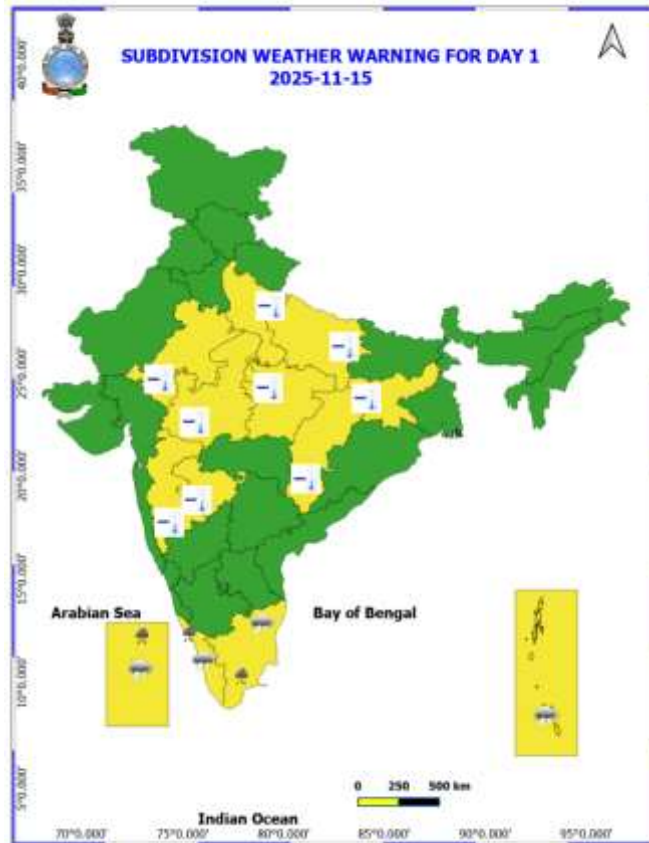 SUBDIVISION WEATHER WARNING FOR DAY 1
2025-11-15
40°0.000'
35°0.000'
30°0.000'
25°0.000'
20°0.000'
15°0.000'
10°0.000'
5°0.000'
Arabian Sea
Bay of Bengal
0 250 500 km
Indian Ocean
70°0.000' 75°0.000' 80°0.000' 85°0.000' 90°0.000' 95°0.000'